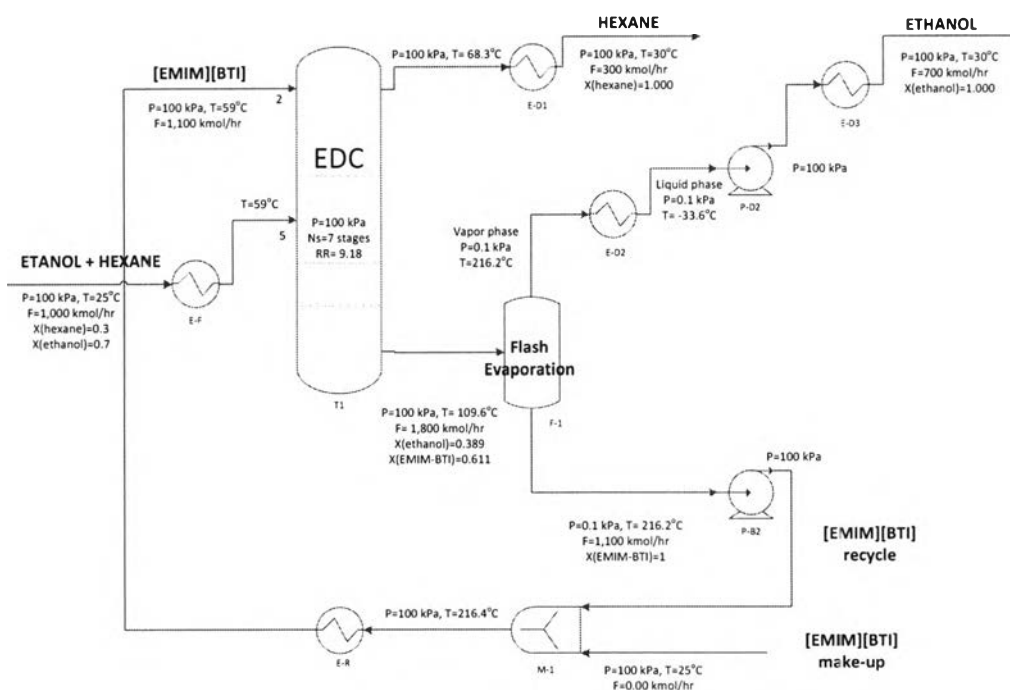 HEXANE
P=100 kPa, T= 68.3°C
P=100 kPa, T=30°C
F=300 kmol/hr
X(hexane)=1.000
E-D1
ETHANOL
P=100 kPa, T=30°C
F=700 kmol/hr
X(ethanol)=1.000
E-D3
[EMIM][BTI]
P=100 kPa, T=59°C
F=1,100 kmol/hr
2
EDC
P=100 kPa
Ns=7 stages
RR= 9.18
T=59°C
5
ETANOL + HEXANE
P=100 kPa, T=25°C
F=1,000 kmol/hr
X(hexane)=0.3
X(ethanol)=0.7
E-F
T1
Vapor phase
P=0.1 kPa
T=216.2°C
E-D2
Liquid phase
P=0.1 kPa
T= -33.6°C
P=100 kPa
P-D2
Flash
Evaporation
F-1
P=100 kPa, T= 109.6°C
F= 1,800 kmol/hr
X(ethanol)=0.389
X(EMIM-BTI)=0.611
P=100 kPa
P-B2
P=0.1 kPa, T= 216.2°C
F=1,100 kmol/hr
X(EMIM-BTI)=1
[EMIM][BTI]
recycle
P=100 kPa, T=216.4°C
E-R
M-1
[EMIM][BTI]
make-up
P=100 kPa, T=25°C
F=0.00 kmol/hr